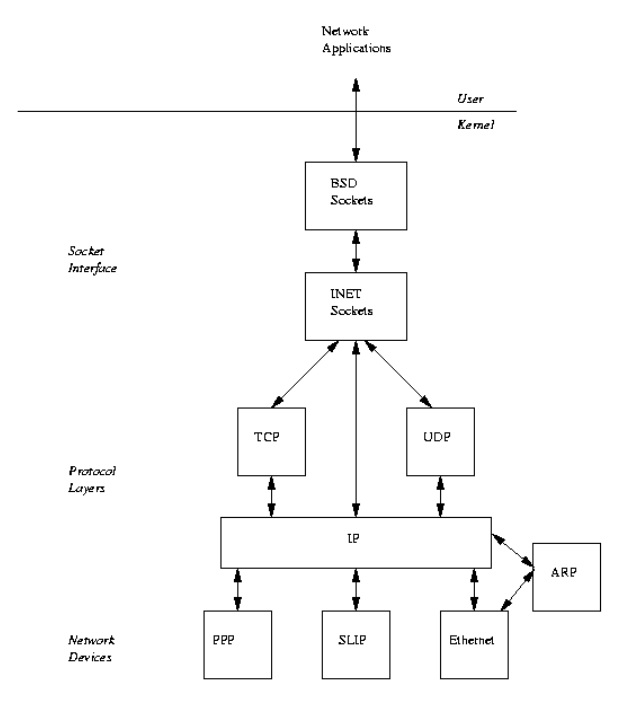 Network
Applications
User
Kernel
BSD
Sockets
Socket
Interface
INET
Sockets
TCP
UDP
Protocol
Layers
IP
ARP
Network
Devices
PPP
SLIP
Ethernet